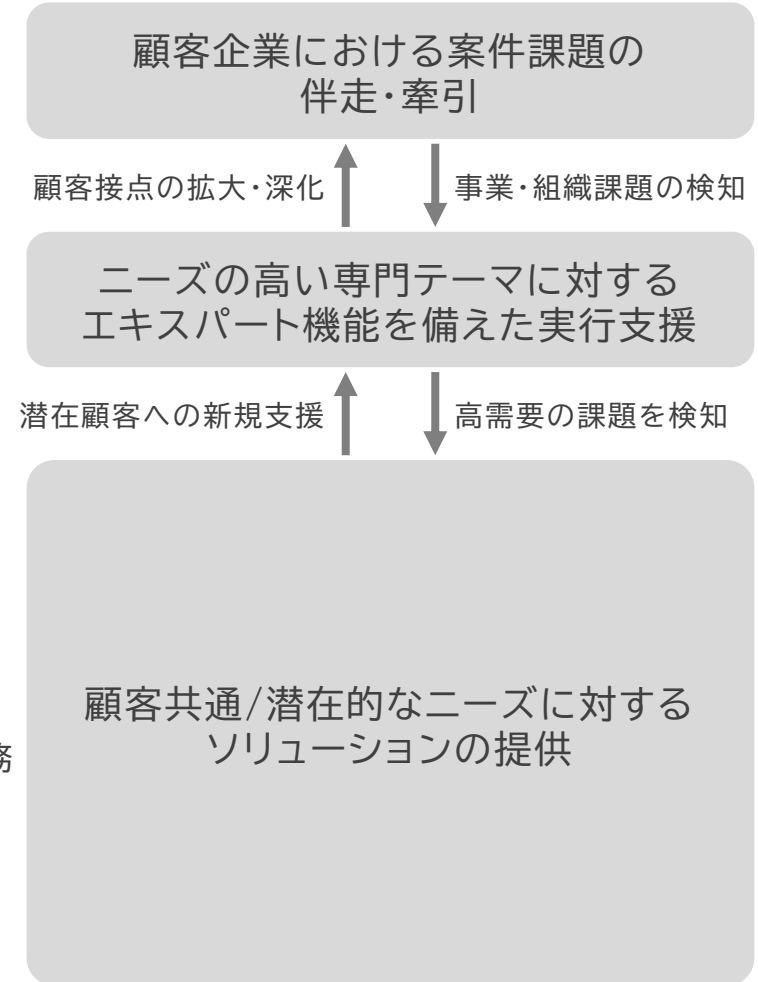 顧客企業における案件課題の
伴走・牽引
顧客接点の拡大・深化
事業・組織課題の検知
ニーズの高い専門テーマに対する
エキスパート機能を備えた実行支援
潜在顧客への新規支援
高需要の課題を検知
顧客共通/潜在的なニーズに対する
ソリューションの提供
務